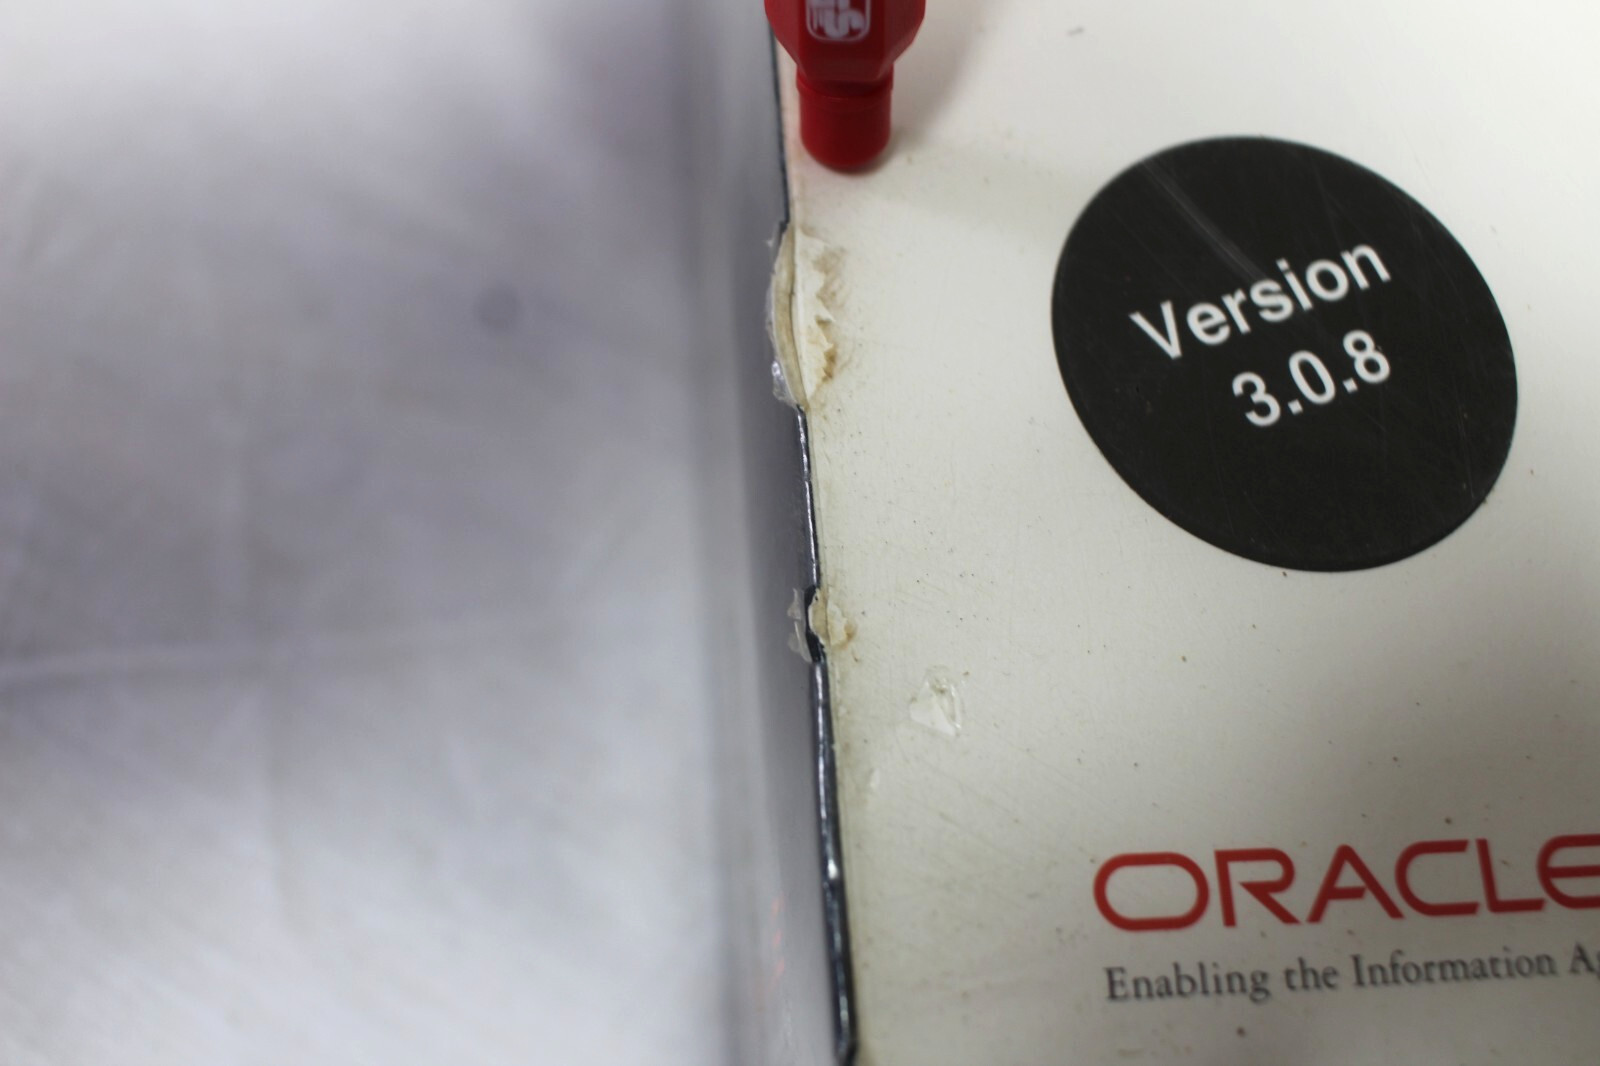 Version
3.0.8
ORACLE
Enabling the Information